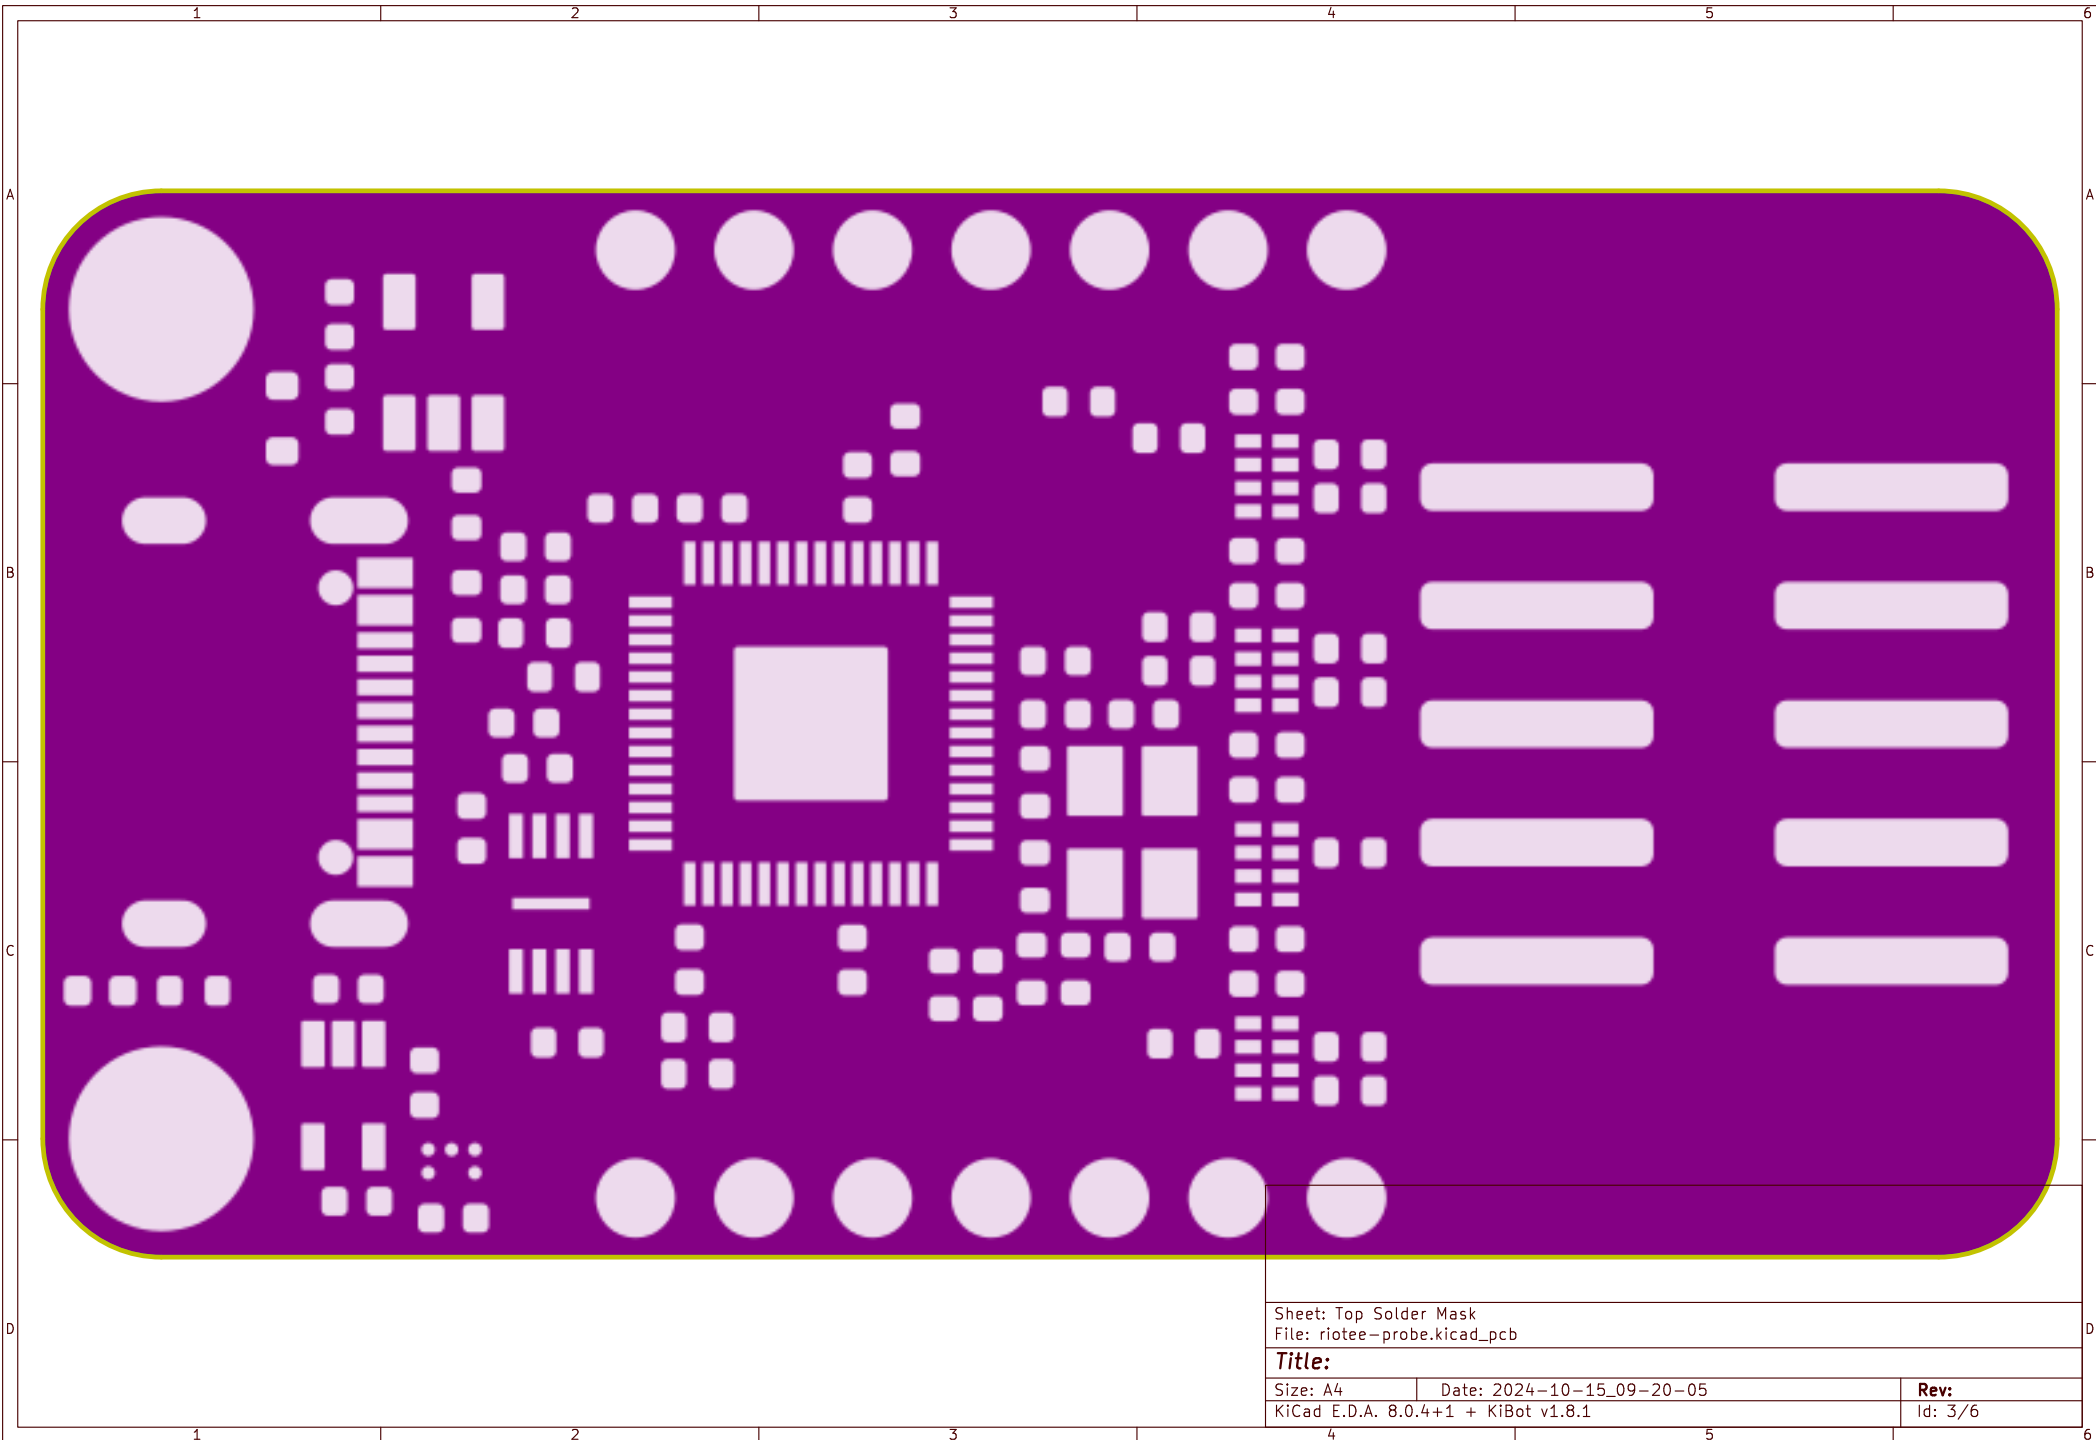 1 2 3 4 5 6
A A
B B
C C
D D
Sheet: Top Solder Mask
File: riotee-probe.kicad_pcb
Title:
Size: A4 Date: 2024-10-15_09-20-05 Rev:
KiCad E.D.A. 8.0.4+1 + KiBot v1.8.1 Id: 3/6
1 2 3 4 5 6